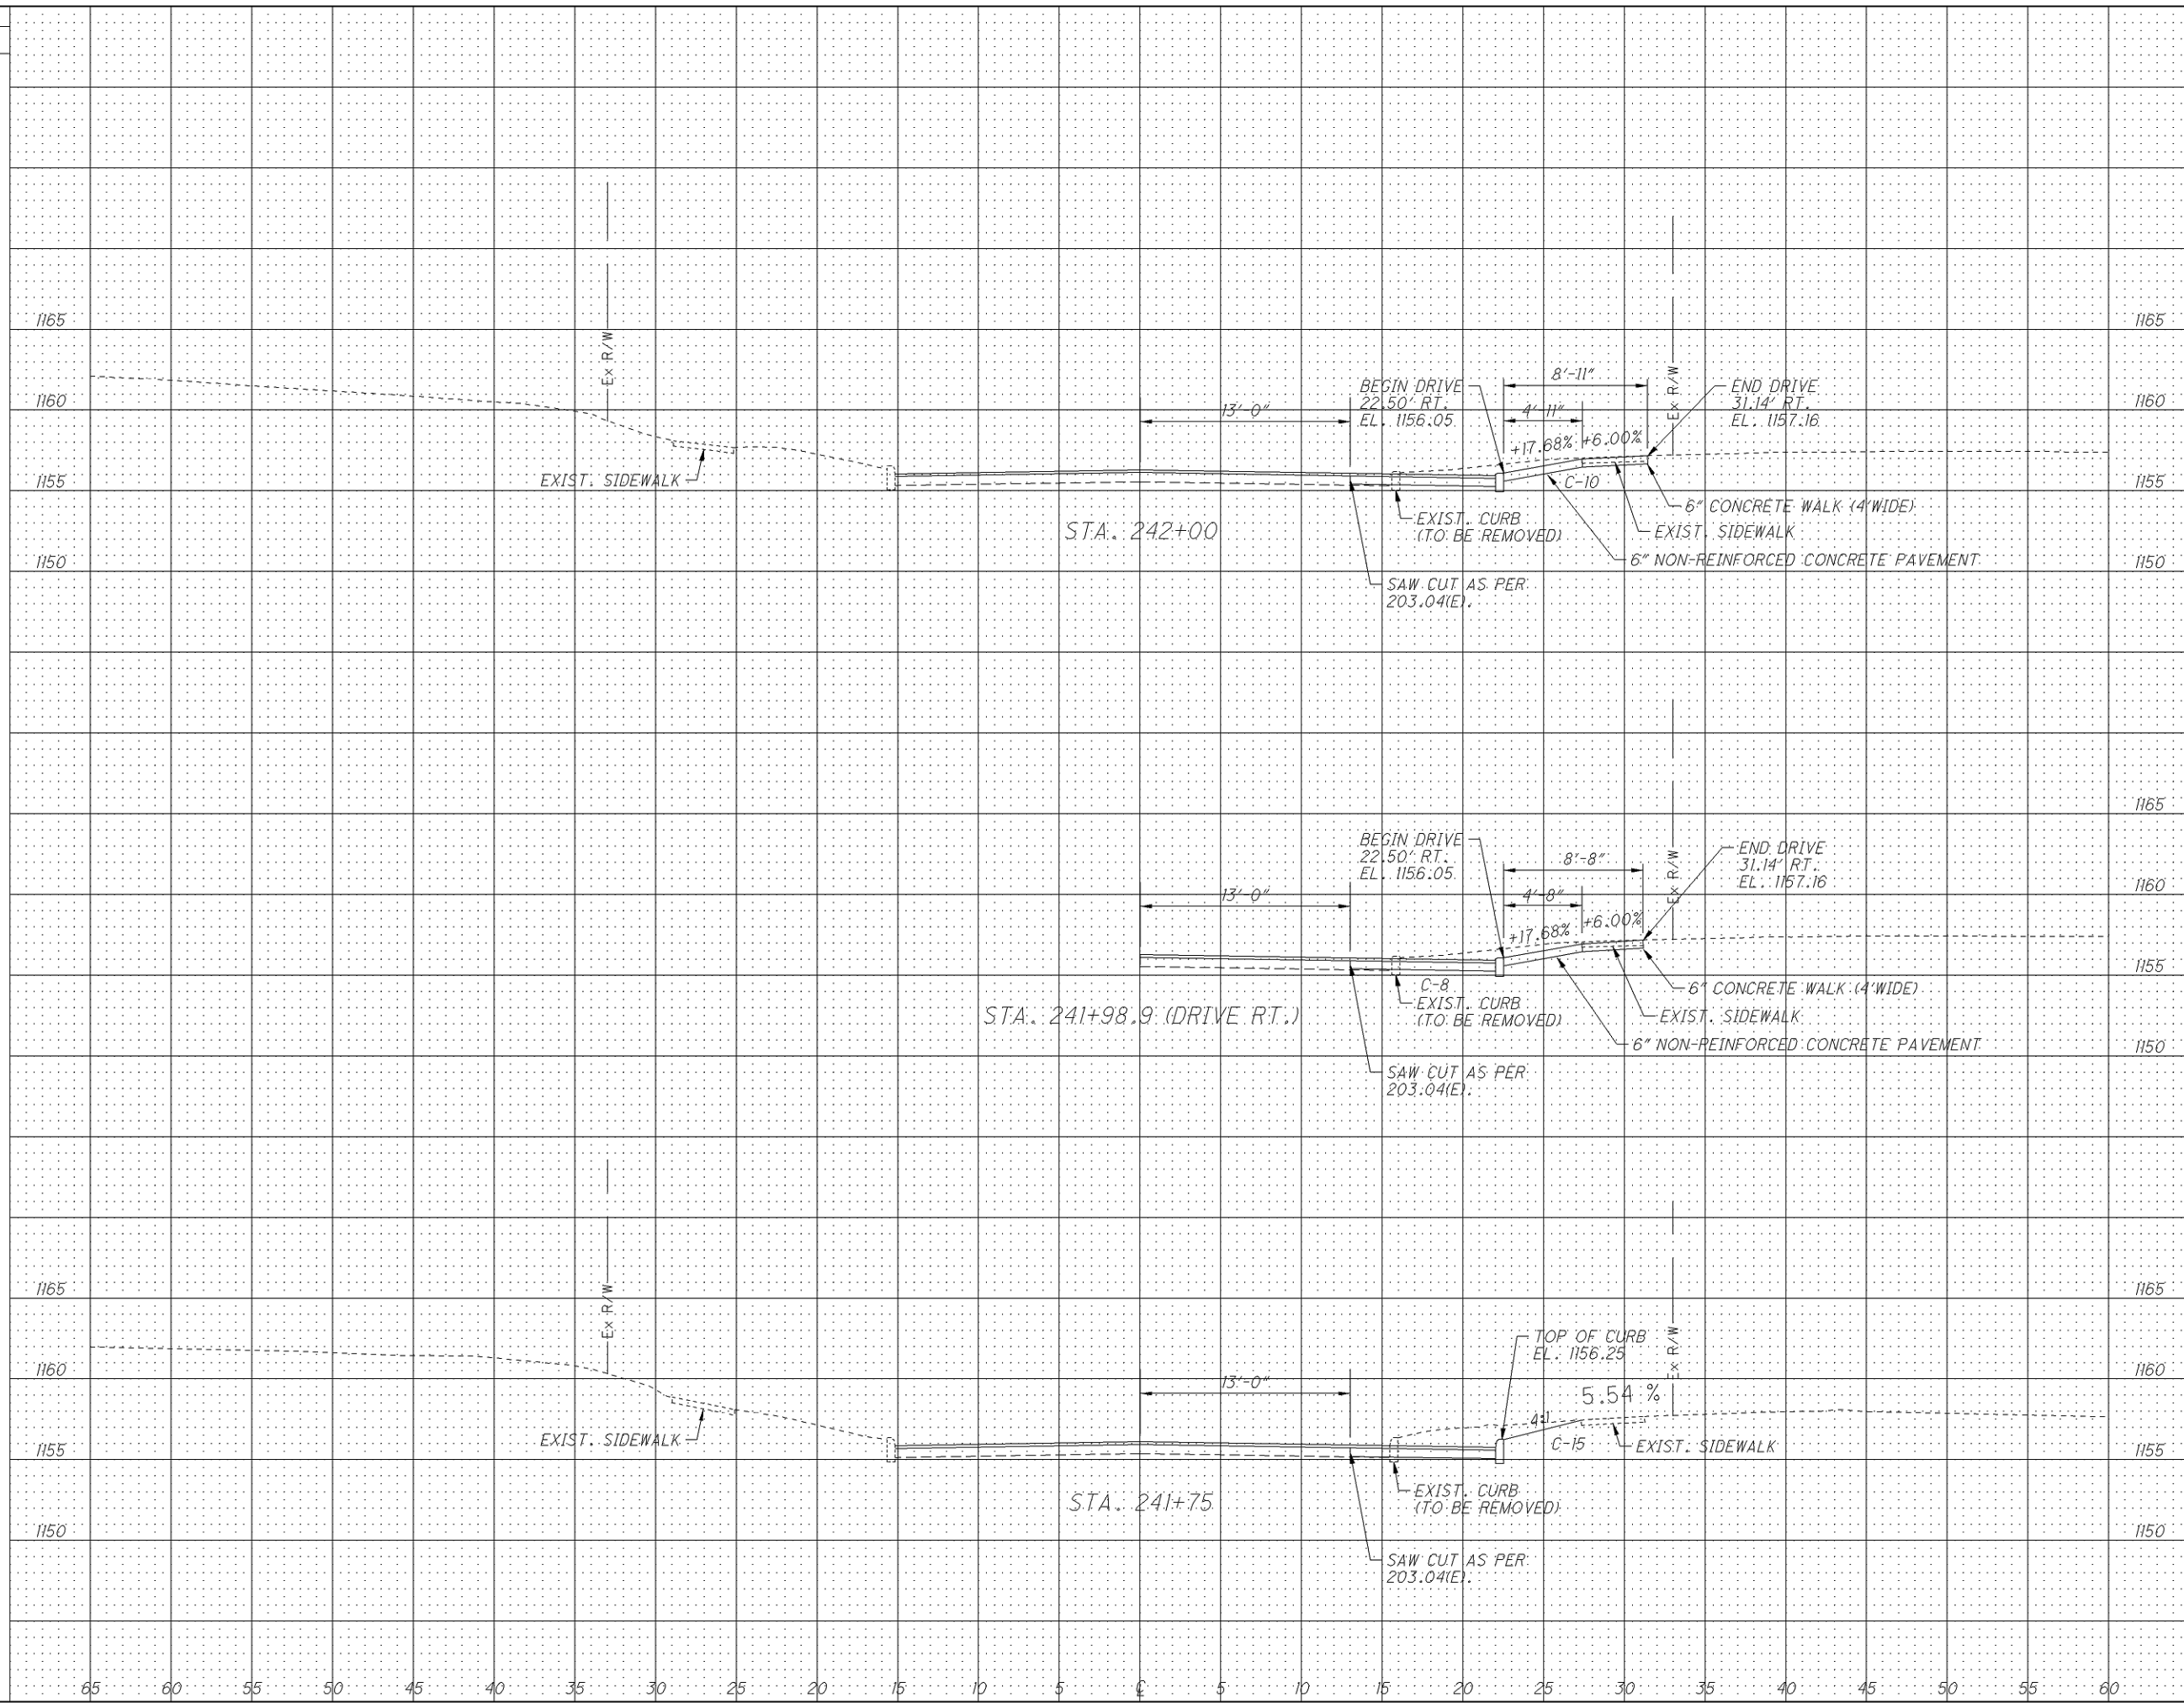 1165
1165
Ex R/W
Ex R/W
8'-11"
BEGIN DRIVE
22.50' RT.
EL. 1156.05
END DRIVE
31.14' RT.
EL. 1157.16
1160
1160
13'-0"
4'-11"
+17.68%
+6.00%
EXIST. SIDEWALK
C-10
1155
1155
6" CONCRETE WALK (4'WIDE)
EXIST. CURB
(TO BE REMOVED)
STA. 242+00
EXIST. SIDEWALK
6" NON-REINFORCED CONCRETE PAVEMENT
1150
1150
SAW CUT AS PER
203.04(E).
1165
BEGIN DRIVE
22.50' RT.
EL. 1156.05
8'-8"
Ex R/W
END DRIVE
31.14' RT.
EL. 1157.16
1160
13'-0"
4'-8"
+17.68%
+6.00%
1155
C-8
EXIST. CURB
(TO BE REMOVED)
6" CONCRETE WALK (4'WIDE)
STA. 241+98.9 (DRIVE RT.)
EXIST. SIDEWALK
6" NON-REINFORCED CONCRETE PAVEMENT
1150
SAW CUT AS PER
203.04(E).
1165
1165
Ex R/W
Ex R/W
TOP OF CURB
EL. 1156.25
1160
1160
13'-0"
5.54 %
4:1
EXIST. SIDEWALK
C-15
EXIST. SIDEWALK
1155
1155
EXIST. CURB
(TO BE REMOVED)
STA. 241+75
1150
1150
SAW CUT AS PER
203.04(E).
65 60 55 50 45 40 35 30 25 20 15 10 5 ℄ 5 10 15 20 25 30 35 40 45 50 55 60